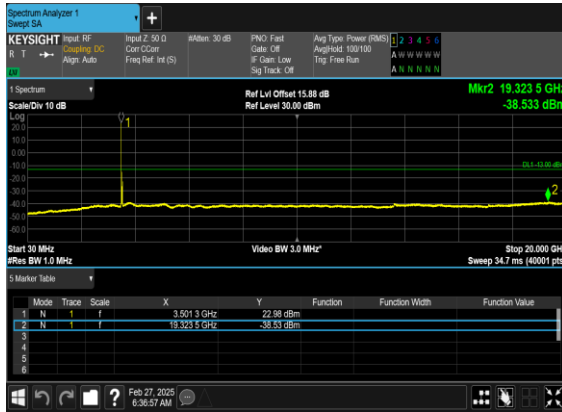 Spectrum Analyzer 1
Swept SA
+
KEYSIGHT Input: RF Input Z: 50 Ω #Atten: 30 dB PNO: Fast Avg Type: Power (RMS) 1 2 3 4 5 6
R T Coupling: DC Corr CCorr Gate: Off Avg|Hold: 100/100 A W W W W W
Align: Auto Freq Ref: Int (S) IF Gain: Low Trig: Free Run
LU Sig Track: Off A N N N N N
1 Spectrum Ref Lvl Offset 15.88 dB Mkr2 19.323 5 GHz
Scale/Div 10 dB Ref Level 30.00 dBm -38.533 dBm
Log
20.0
10.0
0.00
-10.0
-20.0
-30.0
-40.0
-50.0
-60.0
1
DL1 -13.00 dBm
2
Start 30 MHz Video BW 3.0 MHz* Stop 20.000 GH
#Res BW 1.0 MHz Sweep 34.7 ms (40001 pts
5 Marker Table
Mode Trace Scale X Y Function Function Width Function Value
1 N 1 f 3.501 3 GHz 22.98 dBm
2 N 1 f 19.323 5 GHz -38.53 dBm
3
4
5
6
? Feb 27, 2025
6:36:57 AM